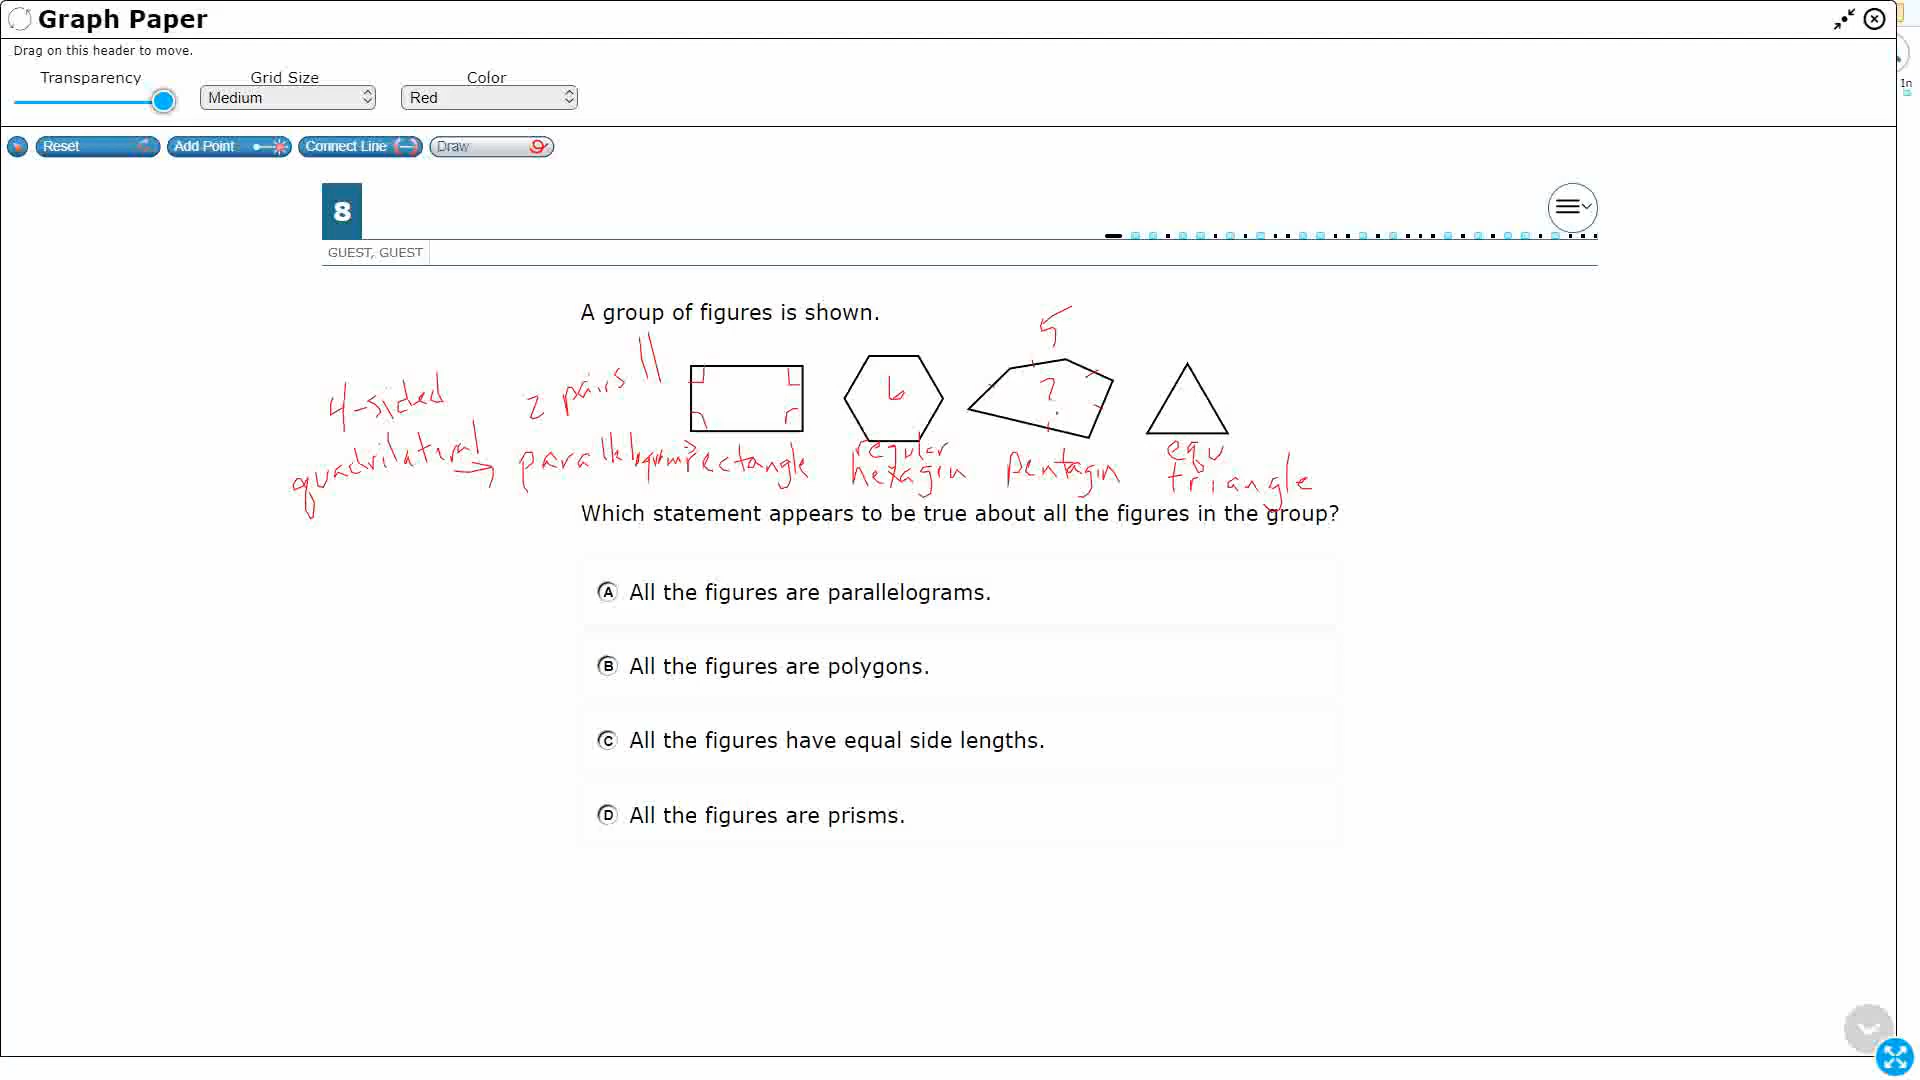 Graph Paper
Drag on this header to move.
Transparency Grid Size Color
Medium Red
In
Reset Add Point Connect Line Draw
8
GUEST, GUEST
A group of figures is shown.
5
4-sided 2 pairs ||
6 ?
quadrilateral → parallelogram → rectangle
regular hexagin
pentagin
equ triangle
Which statement appears to be true about all the figures in the group?
A All the figures are parallelograms.
B All the figures are polygons.
C All the figures have equal side lengths.
D All the figures are prisms.